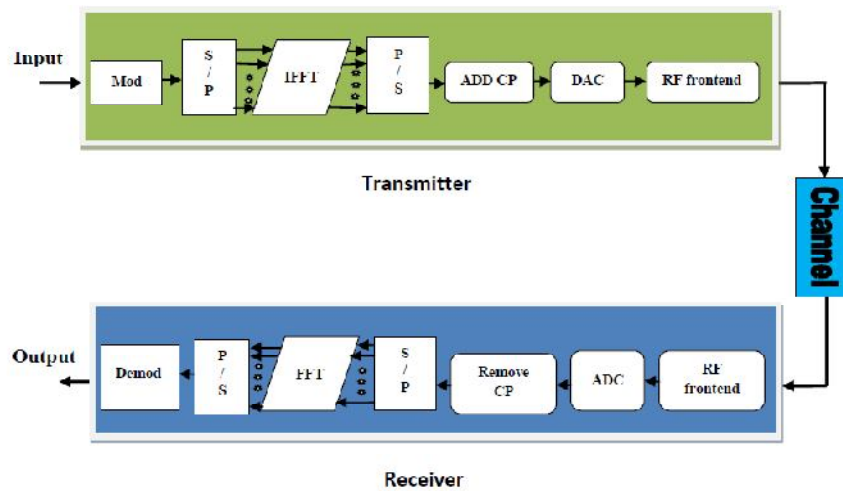 Input
Mod
S
/
P
IFFT
P
/
S
ADD CP
DAC
RF frontend
Transmitter
Channel
Output
Demod
P
/
S
FFT
S
/
P
Remove
CP
ADC
RF
frontend
Receiver